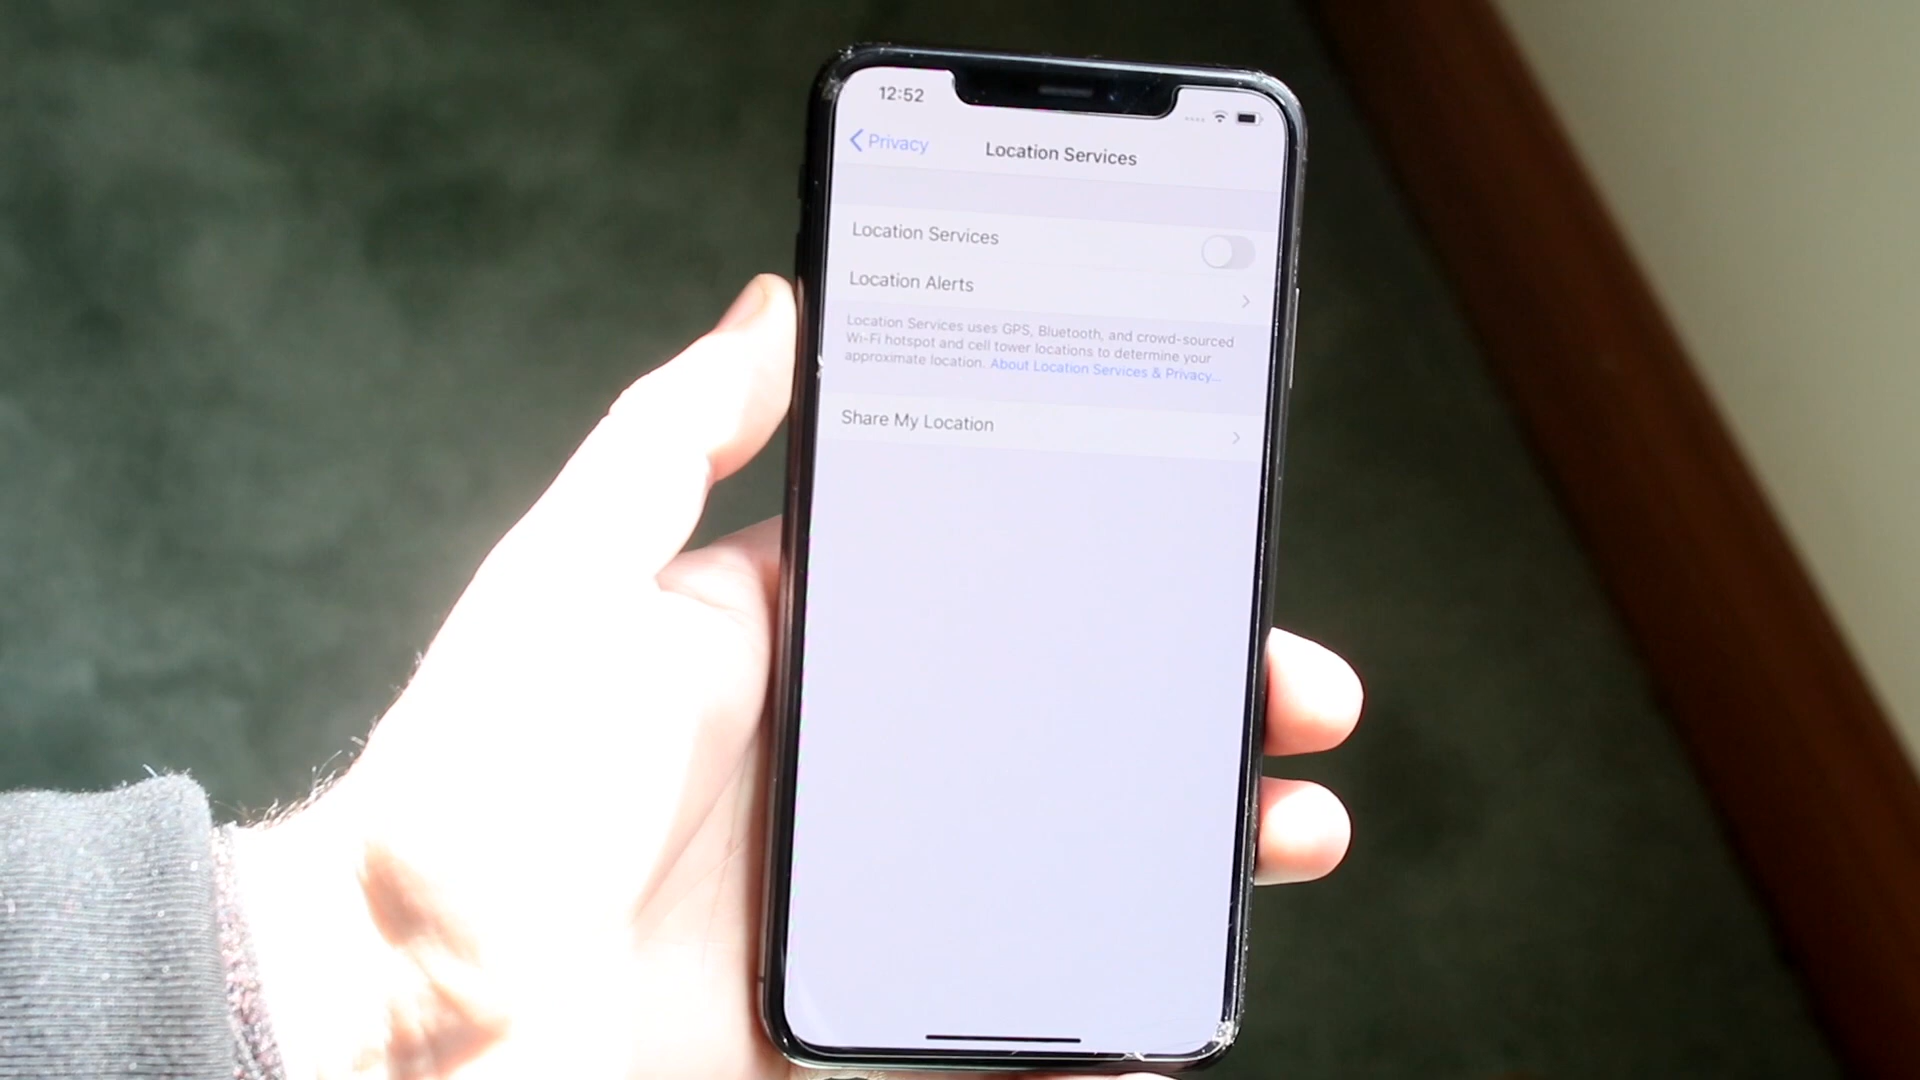 12:52
Privacy
Location Services
Location Services
Location Alerts
Location Services uses GPS, Bluetooth, and crowd-sourced
Wi-Fi hotspot and cell tower locations to determine your
approximate location. About Location Services & Privacy...
Share My Location